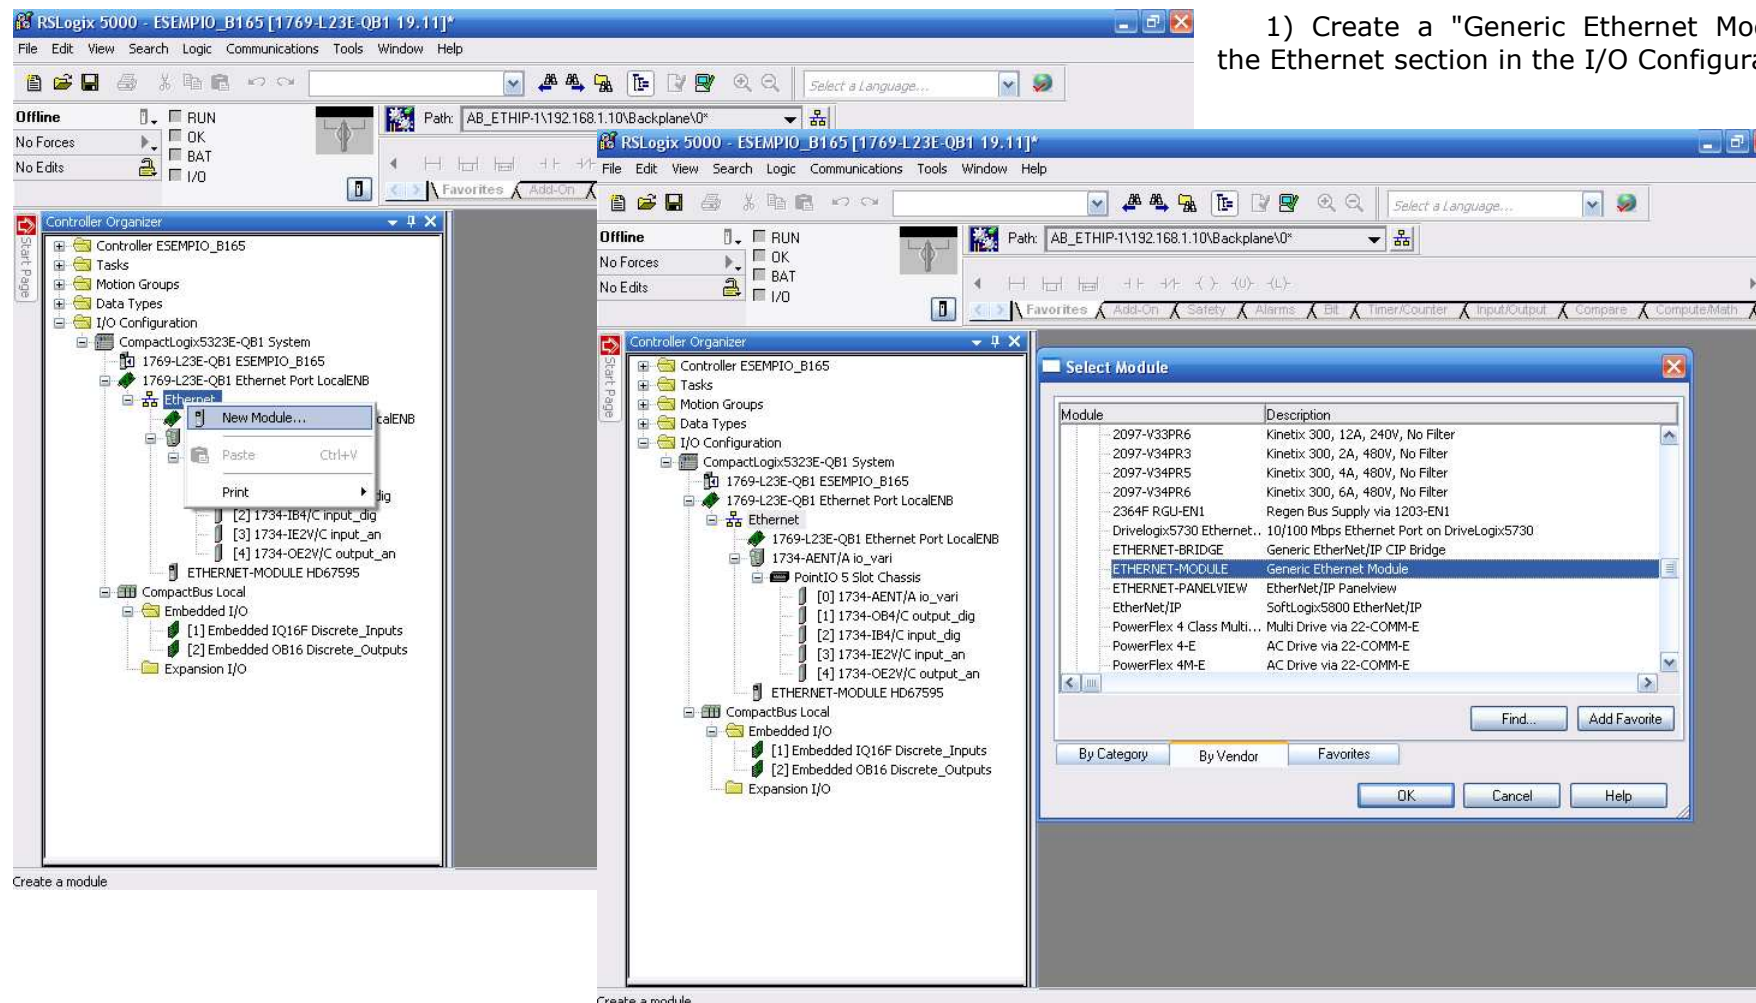 1) Create a "Generic Ethernet
the Ethernet section in the I/O
RSLogix 5000 - ESEMPIO_B165 [1769-L23E-QB1 19.11]*
File Edit View Search Logic Communications Tools Window Help
Select a Language...
Offline
RUN
Path: AB_ETHIP-1\192.168.1.10\Backplane\0*
No Forces
OK
BAT
No Edits
I/O
Favorites Add-On
Start Page
Controller Organizer
Controller ESEMPIO_B165
Tasks
Motion Groups
Data Types
I/O Configuration
CompactLogix5323E-QB1 System
1769-L23E-QB1 ESEMPIO_B165
1769-L23E-QB1 Ethernet Port LocalENB
Ethernet
New Module...
calENB
Paste Ctrl+V
Print
dig
[2] 1734-IB4/C input_dig
[3] 1734-IE2V/C input_an
[4] 1734-OE2V/C output_an
ETHERNET-MODULE HD67595
CompactBus Local
Embedded I/O
[1] Embedded IQ16F Discrete_Inputs
[2] Embedded OB16 Discrete_Outputs
Expansion I/O
Create a module
RSLogix 5000 - ESEMPIO_B165 [1769-L23E-QB1 19.11]*
File Edit View Search Logic Communications Tools Window Help
Select a Language...
Offline
RUN
Path: AB_ETHIP-1\192.168.1.10\Backplane\0*
No Forces
OK
BAT
No Edits
I/O
Favorites Add-On Safety Alarms Bit Timer/Counter Input/Output Compare Compute/Math
Start Page
Controller Organizer
Controller ESEMPIO_B165
Tasks
Motion Groups
Data Types
I/O Configuration
CompactLogix5323E-QB1 System
1769-L23E-QB1 ESEMPIO_B165
1769-L23E-QB1 Ethernet Port LocalENB
Ethernet
1769-L23E-QB1 Ethernet Port LocalENB
1734-AENT/A io_vari
PointIO 5 Slot Chassis
[0] 1734-AENT/A io_vari
[1] 1734-OB4/C output_dig
[2] 1734-IB4/C input_dig
[3] 1734-IE2V/C input_an
[4] 1734-OE2V/C output_an
ETHERNET-MODULE HD67595
CompactBus Local
Embedded I/O
[1] Embedded IQ16F Discrete_Inputs
[2] Embedded OB16 Discrete_Outputs
Expansion I/O
Select Module
Module Description
2097-V33PR6 Kinetix 300, 12A, 240V, No Filter
2097-V34PR3 Kinetix 300, 2A, 480V, No Filter
2097-V34PR5 Kinetix 300, 4A, 480V, No Filter
2097-V34PR6 Kinetix 300, 6A, 480V, No Filter
2364F RGU-EN1 Regen Bus Supply via 1203-EN1
Drivelogix5730 Ethernet... 10/100 Mbps Ethernet Port on DriveLogix5730
ETHERNET-BRIDGE Generic EtherNet/IP CIP Bridge
ETHERNET-MODULE Generic Ethernet Module
ETHERNET-PANELVIEW EtherNet/IP Panelview
EtherNet/IP SoftLogix5800 EtherNet/IP
PowerFlex 4 Class Multi... Multi Drive via 22-COMM-E
PowerFlex 4-E AC Drive via 22-COMM-E
PowerFlex 4M-E AC Drive via 22-COMM-E
Find... Add Favorite
By Category By Vendor Favorites
OK Cancel Help
Create a module